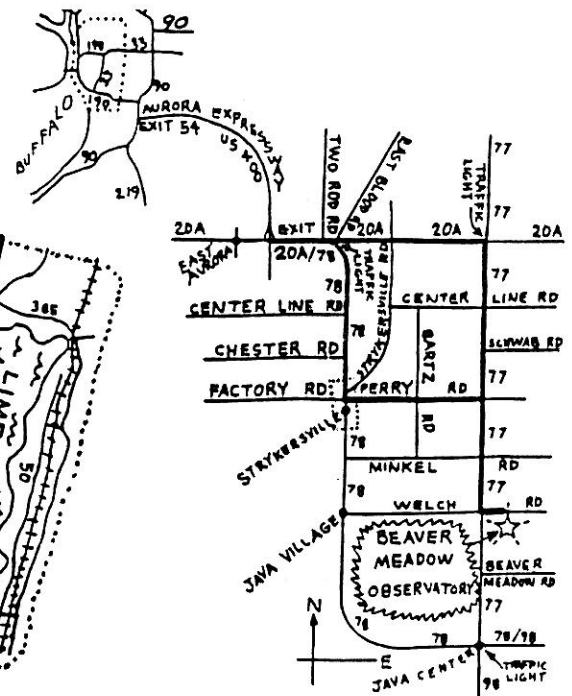 90
198
33
90
190
BUFFALO
AURORA EXPRESSWAY
EXIT 54
US 400
90
219
TWO ROD RD
EAST BLOOD RD
TRAFFIC LIGHT
77
77
20A
EXIT
20A
20A
20A
EAST AURORA
20A/78
TRAFFIC LIGHT
STRYKERSVILLE RD
78
77
CENTER LINE RD
CENTER LINE RD
78
BARTZ RD
SCHWAB RD
CHESTER RD
77
FACTORY RD
PERRY RD
STRYKERSVILLE
78
77
MINKEL RD
78
77
WELCH RD
JAVA VILLAGE
BEAVER MEADOW OBSERVATORY
BEAVER MEADOW RD
77
78
78
78/98
JAVA CENTER
TRAFFIC LIGHT
98
N
E
365
LIME
50